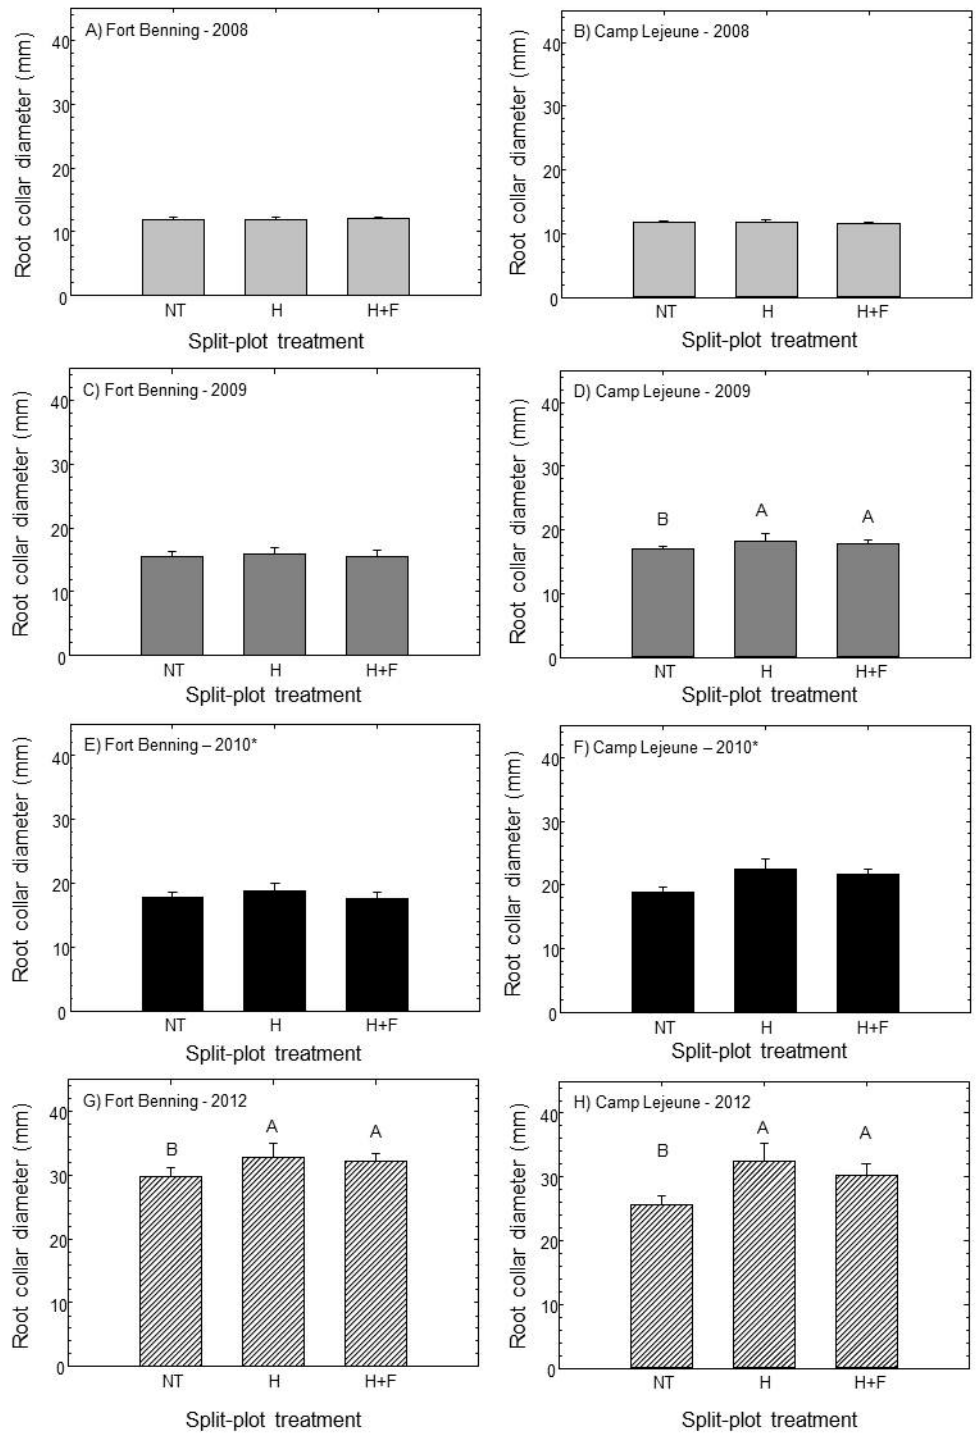 A) Fort Benning - 2008
Root collar diameter (mm)
40
30
20
10
0
NT H H+F
Split-plot treatment
B) Camp Lejeune - 2008
Root collar diameter (mm)
40
30
20
10
0
NT H H+F
Split-plot treatment
C) Fort Benning - 2009
Root collar diameter (mm)
40
30
20
10
0
NT H H+F
Split-plot treatment
D) Camp Lejeune - 2009
Root collar diameter (mm)
40
30
20
10
0
B A A
NT H H+F
Split-plot treatment
E) Fort Benning – 2010*
Root collar diameter (mm)
40
30
20
10
0
NT H H+F
Split-plot treatment
F) Camp Lejeune – 2010*
Root collar diameter (mm)
40
30
20
10
0
NT H H+F
Split-plot treatment
G) Fort Benning - 2012
Root collar diameter (mm)
40
30
20
10
0
B A A
NT H H+F
Split-plot treatment
H) Camp Lejeune - 2012
Root collar diameter (mm)
40
30
20
10
0
B A A
NT H H+F
Split-plot treatment